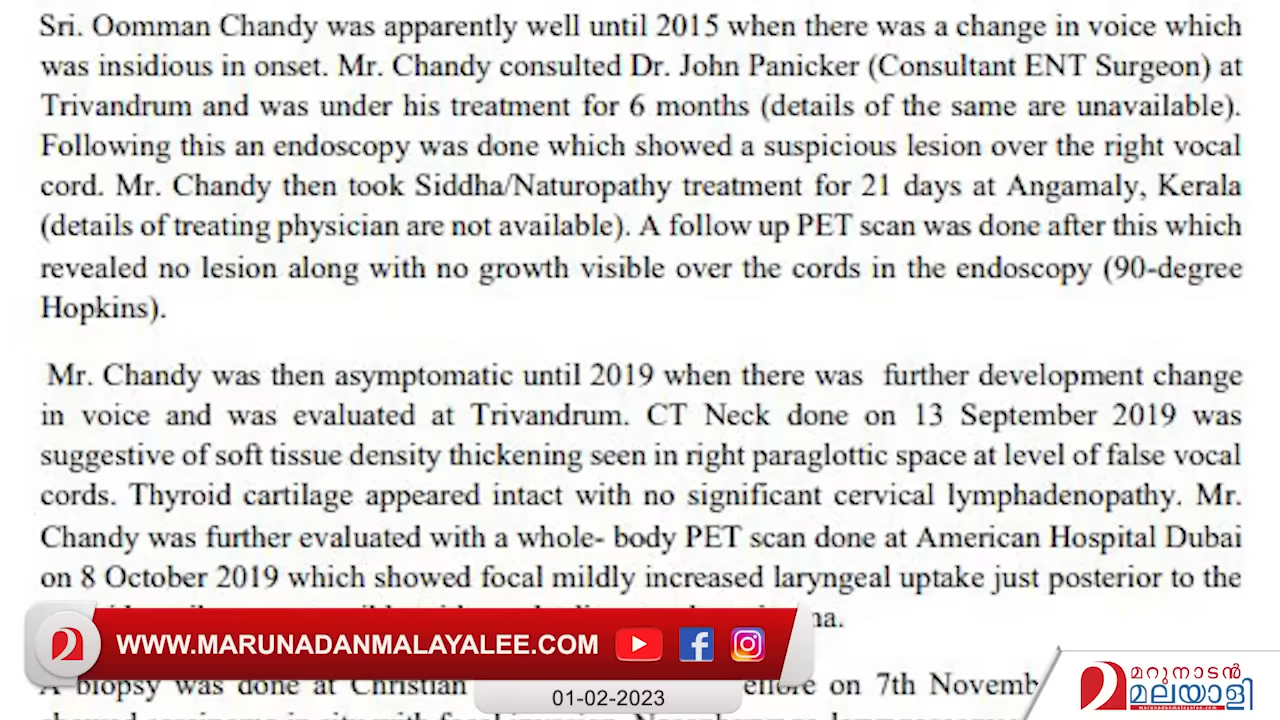 Sri. Oomman Chandy was apparently well until 2015 when there was a change in voice which
was insidious in onset. Mr. Chandy consulted Dr. John Panicker (Consultant ENT Surgeon) at
Trivandrum and was under his treatment for 6 months (details of the same are unavailable).
Following this an endoscopy was done which showed a suspicious lesion over the right vocal
cord. Mr. Chandy then took Siddha/Naturopathy treatment for 21 days at Angamaly, Kerala
(details of treating physician are not available). A follow up PET scan was done after this which
revealed no lesion along with no growth visible over the cords in the endoscopy (90-degree
Hopkins).
Mr. Chandy was then asymptomatic until 2019 when there was further development change
in voice and was evaluated at Trivandrum. CT Neck done on 13 September 2019 was
suggestive of soft tissue density thickening seen in right paraglottic space at level of false vocal
cords. Thyroid cartilage appeared intact with no significant cervical lymphadenopathy. Mr.
Chandy was further evaluated with a whole- body PET scan done at American Hospital Dubai
on 8 October 2019 which showed focal mildly increased laryngeal uptake just posterior to the
A biopsy was done at Christian on 7th
WWW.MARUNADANMALAYALEE.COM
01-02-2023
മറുനാടൻ
മലയാളി
marunadanmalayalee.com